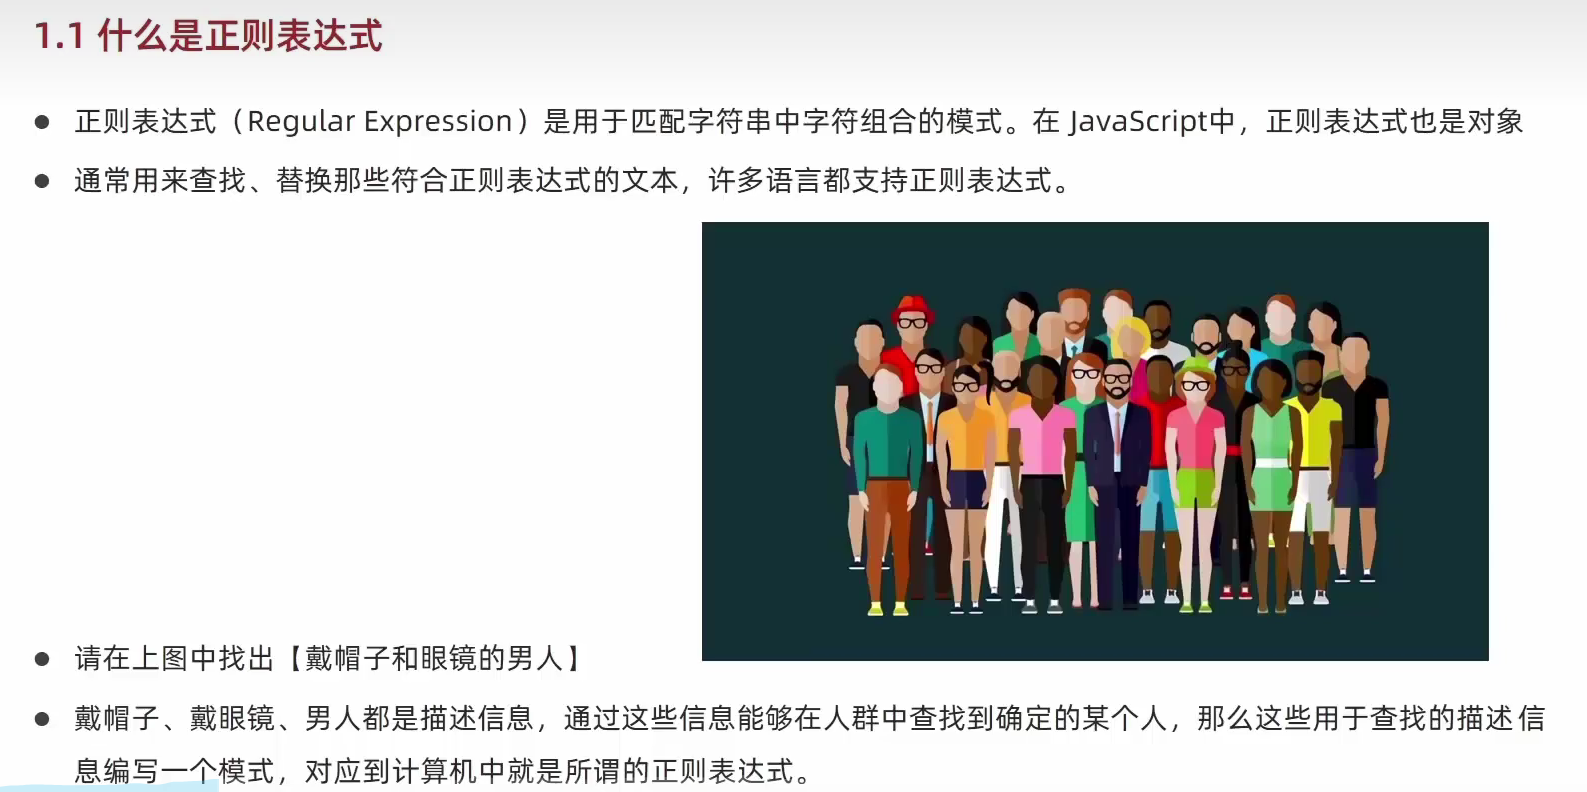 1.1 什么是正则表达式
● 正则表达式（Regular Expression）是用于匹配字符串中字符组合的模式。在 JavaScript中，正则表达式也是对象
● 通常用来查找、替换那些符合正则表达式的文本，许多语言都支持正则表达式。
● 请在上图中找出【戴帽子和眼镜的男人】
● 戴帽子、戴眼镜、男人都是描述信息，通过这些信息能够在人群中查找到确定的某个人，那么这些用于查找的描述信
息编写一个模式，对应到计算机中就是所谓的正则表达式。